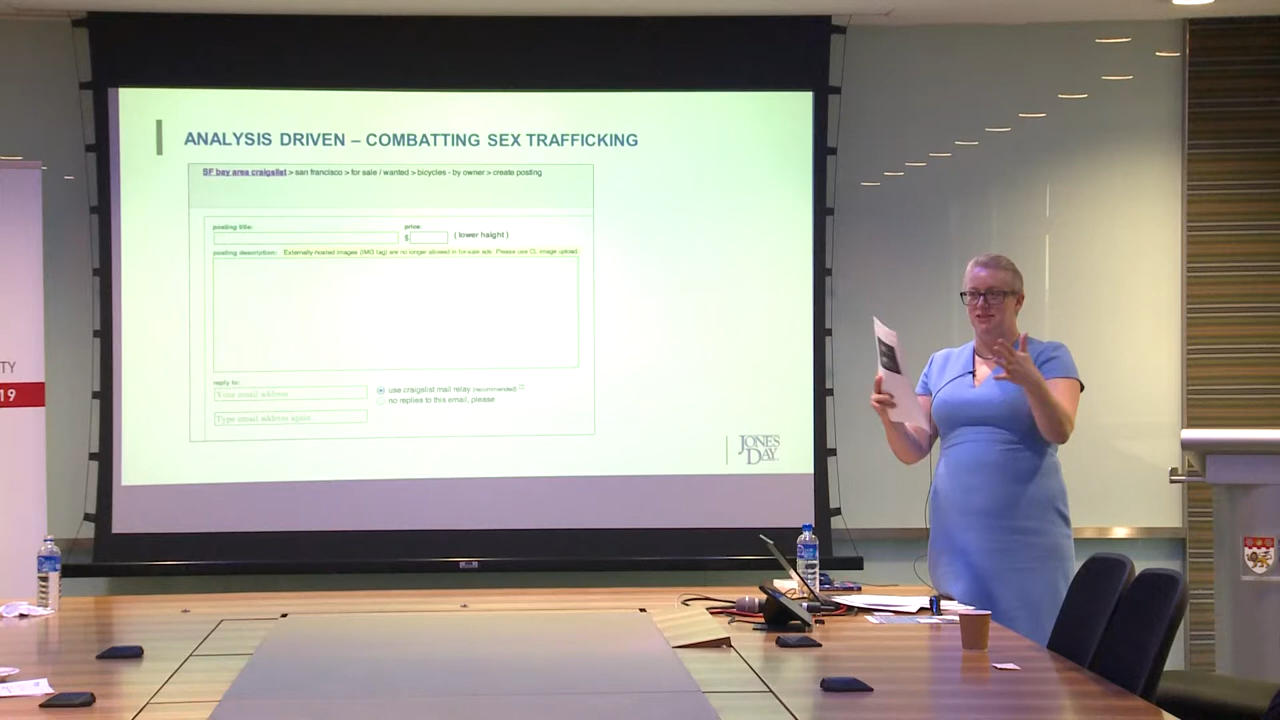 ANALYSIS DRIVEN – COMBATTING SEX TRAFFICKING
SF bay area craigslist > san francisco > for sale / wanted > bicycles - by owner > create posting
posting title:
price:
$
( lower haight )
posting description: Externally hosted images (IMG tag) are no longer allowed in for-sale ads. Please use CL image upload.
reply to:
Your email address
use craigslist mail relay (recommended) [?]
Type email address again
no replies to this email, please
JONES
DAY
TY
19